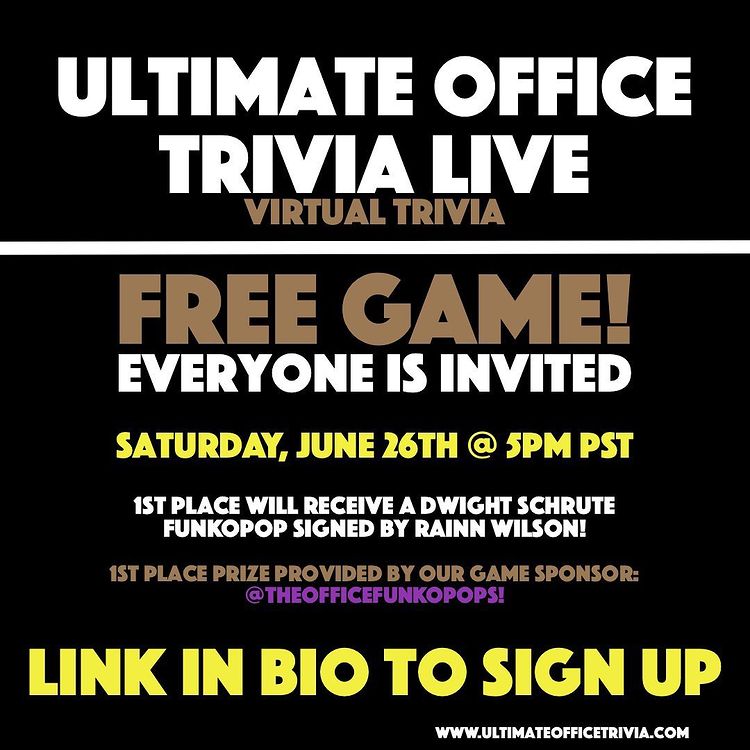 ULTIMATE OFFICE
TRIVIA LIVE
VIRTUAL TRIVIA
FREE GAME!
EVERYONE IS INVITED
SATURDAY, JUNE 26TH @ 5PM PST
1ST PLACE WILL RECEIVE A DWIGHT SCHRUTE
FUNKOPOP SIGNED BY RAINN WILSON!
1ST PLACE PRIZE PROVIDED BY OUR GAME SPONSOR:
@THEOFFICEFUNKOPOPS!
LINK IN BIO TO SIGN UP
WWW.ULTIMATEOFFICETRIVIA.COM